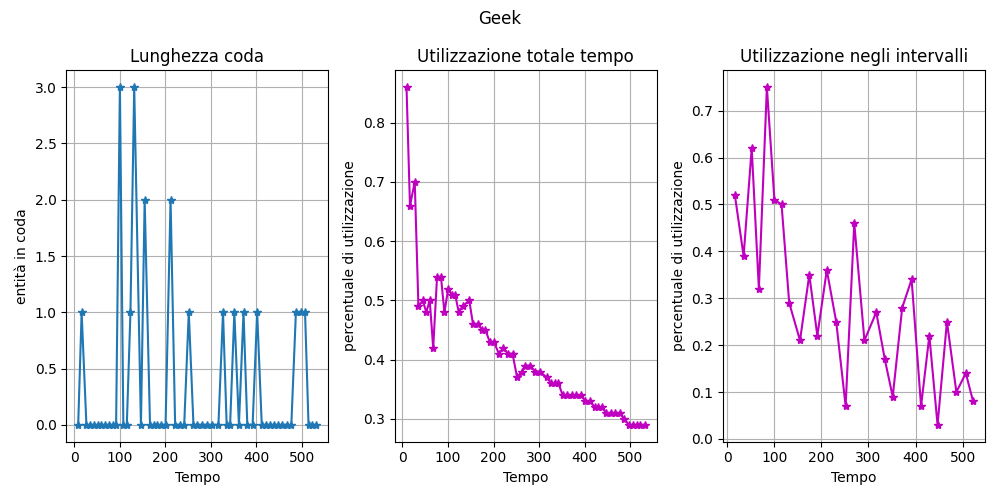 Geek
Lunghezza coda
entità in coda
3.0
2.5
2.0
1.5
1.0
0.5
0.0
0 100 200 300 400 500
Tempo
Utilizzazione totale tempo
percentuale di utilizzazione
0.8
0.7
0.6
0.5
0.4
0.3
0 100 200 300 400 500
Tempo
Utilizzazione negli intervalli
percentuale di utilizzazione
0.7
0.6
0.5
0.4
0.3
0.2
0.1
0.0
0 100 200 300 400 500
Tempo